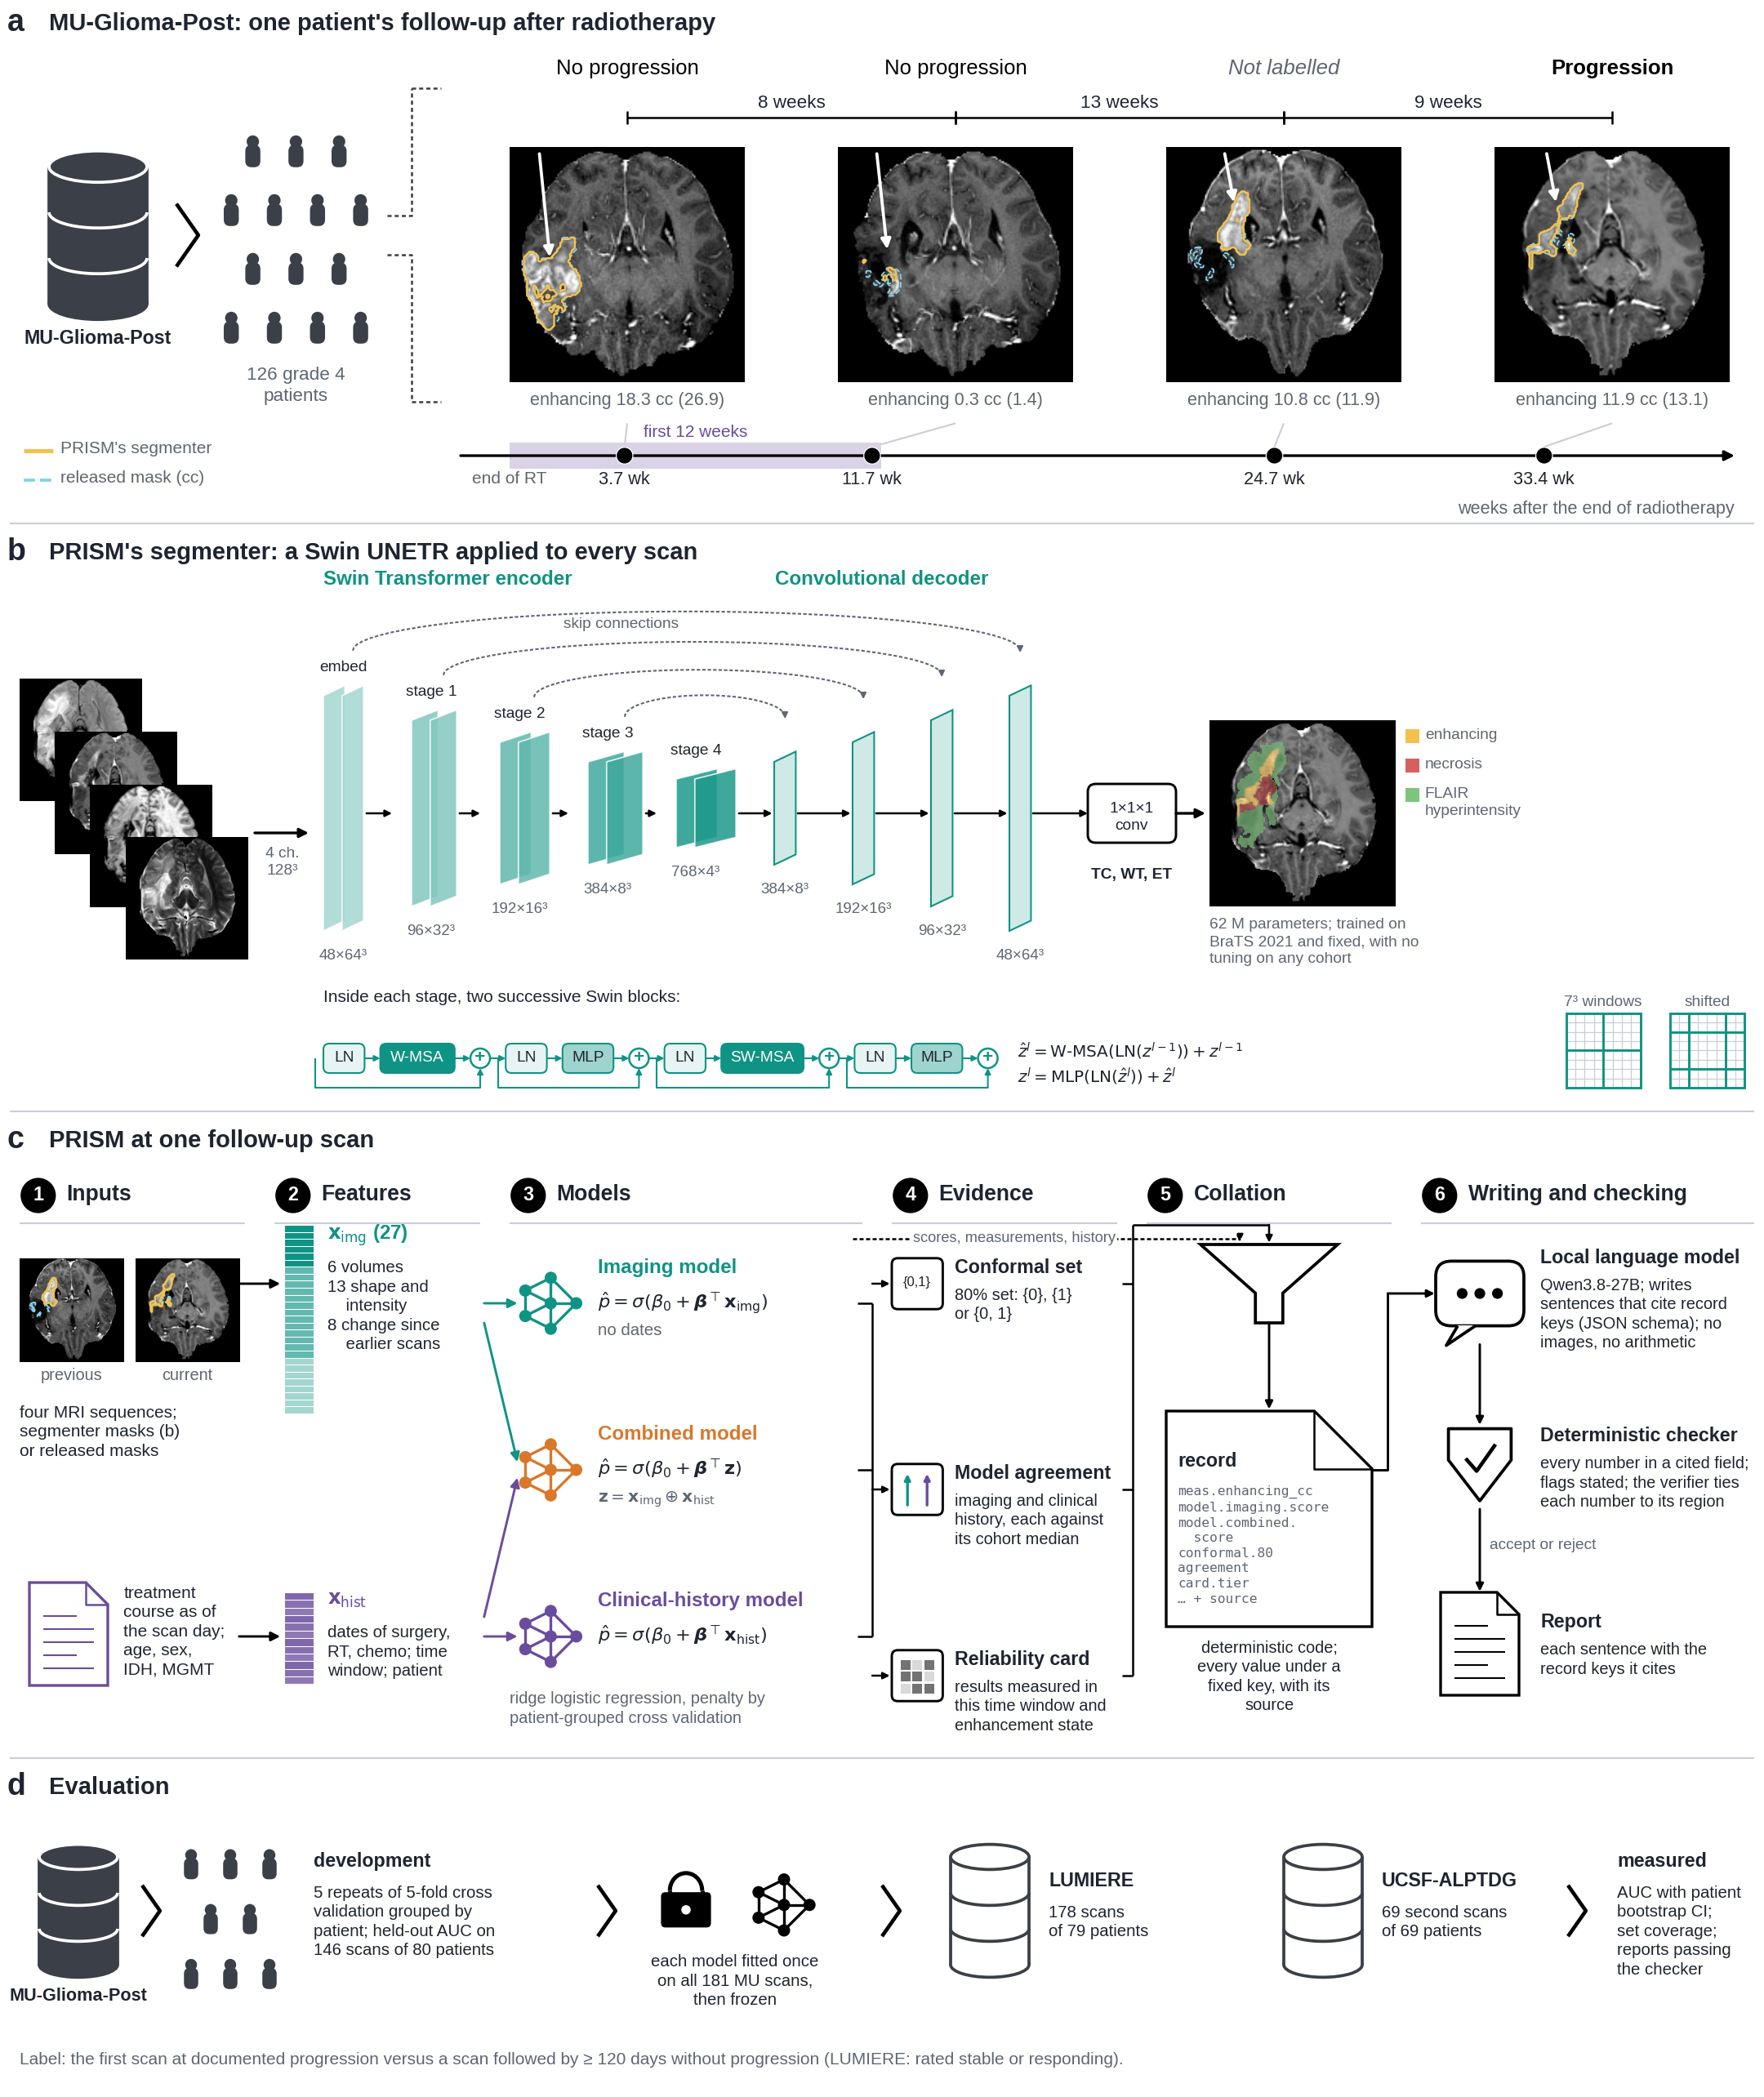 a MU-Glioma-Post: one patient's follow-up after radiotherapy
No progression
No progression
Not labelled
Progression
8 weeks
13 weeks
9 weeks
MU-Glioma-Post
126 grade 4
patients
enhancing 18.3 cc (26.9)
enhancing 0.3 cc (1.4)
enhancing 10.8 cc (11.9)
enhancing 11.9 cc (13.1)
PRISM's segmenter
released mask (cc)
first 12 weeks
end of RT
3.7 wk
11.7 wk
24.7 wk
33.4 wk
weeks after the end of radiotherapy
b PRISM's segmenter: a Swin UNETR applied to every scan
Swin Transformer encoder
Convolutional decoder
skip connections
embed
stage 1
stage 2
stage 3
stage 4
4 ch.
128³
48×64³
96×32³
192×16³
384×8³
768×4³
384×8³
192×16³
96×32³
48×64³
1×1×1
conv
TC, WT, ET
enhancing
necrosis
FLAIR
hyperintensity
62 M parameters; trained on
BraTS 2021 and fixed, with no
tuning on any cohort
Inside each stage, two successive Swin blocks:
LN W-MSA + LN MLP + LN SW-MSA + LN MLP +
ẑˡ = W-MSA(LN(zˡ⁻¹)) + zˡ⁻¹
zˡ = MLP(LN(ẑˡ)) + ẑˡ
7³ windows
shifted
c PRISM at one follow-up scan
1 Inputs
2 Features
3 Models
4 Evidence
5 Collation
6 Writing and checking
previous
current
four MRI sequences;
segmenter masks (b)
or released masks
treatment
course as of
the scan day;
age, sex,
IDH, MGMT
x_img (27)
6 volumes
13 shape and
intensity
8 change since
earlier scans
x_hist
dates of surgery,
RT, chemo; time
window; patient
Imaging model
p̂ = σ(β₀ + β⊤ x_img)
no dates
Combined model
p̂ = σ(β₀ + β⊤ z)
z = x_img ⊕ x_hist
Clinical-history model
p̂ = σ(β₀ + β⊤ x_hist)
ridge logistic regression, penalty by
patient-grouped cross validation
scores, measurements, history
{0,1}
Conformal set
80% set: {0}, {1}
or {0, 1}
Model agreement
imaging and clinical
history, each against
its cohort median
Reliability card
results measured in
this time window and
enhancement state
record
meas.enhancing_cc
model.imaging.score
model.combined.
score
conformal.80
agreement
card.tier
… + source
deterministic code;
every value under a
fixed key, with its
source
Local language model
Qwen3.8-27B; writes
sentences that cite record
keys (JSON schema); no
images, no arithmetic
Deterministic checker
every number in a cited field;
flags stated; the verifier ties
each number to its region
accept or reject
Report
each sentence with the
record keys it cites
d Evaluation
MU-Glioma-Post
development
5 repeats of 5-fold cross
validation grouped by
patient; held-out AUC on
146 scans of 80 patients
each model fitted once
on all 181 MU scans,
then frozen
LUMIERE
178 scans
of 79 patients
UCSF-ALPTDG
69 second scans
of 69 patients
measured
AUC with patient
bootstrap CI;
set coverage;
reports passing
the checker
Label: the first scan at documented progression versus a scan followed by ≥ 120 days without progression (LUMIERE: rated stable or responding).